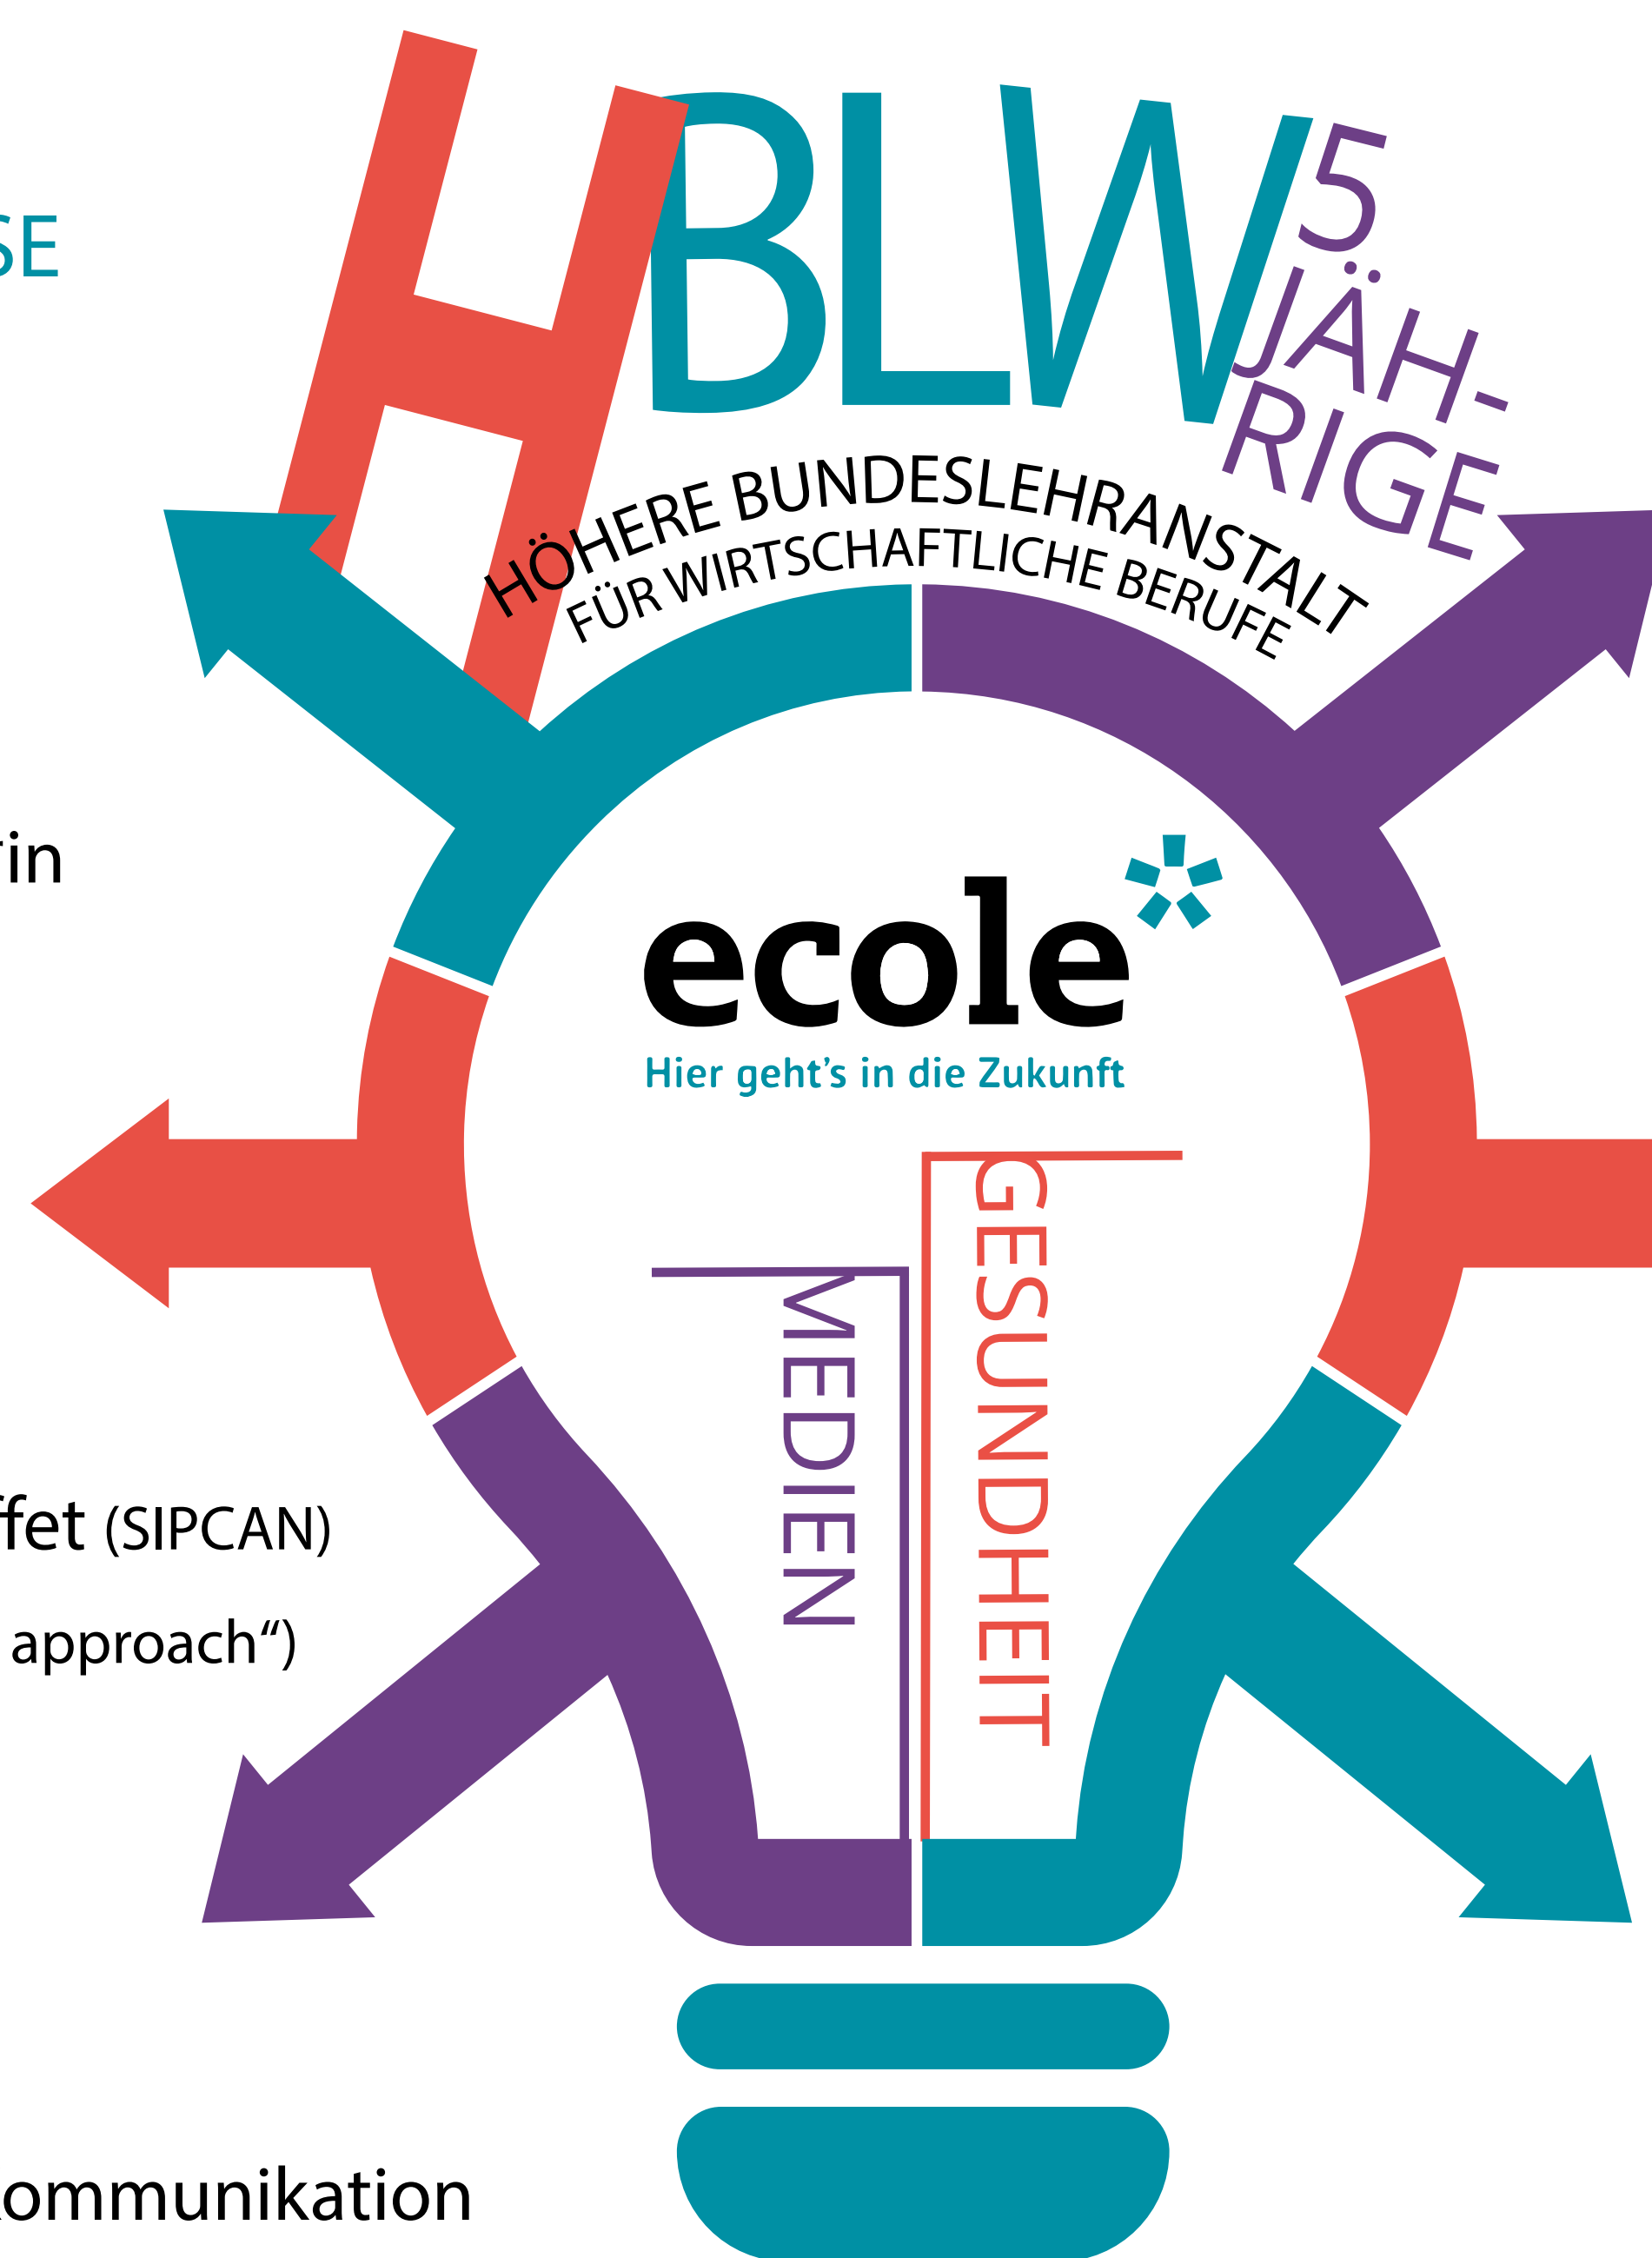 HBLW
5
JÄH-
RIGE
SE
HÖHERE BUNDESLEHRANSTALT
FÜR WIRTSCHAFTLICHE BERUFE
in
ecole*
Hier geht's in die Zukunft
GESUNDHEIT
MEDIEN
ffet (SIPCAN)
approach“)
ommunikation